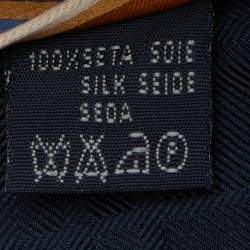 100% SETA SOIE
SILK SEIDE
SEDA
P